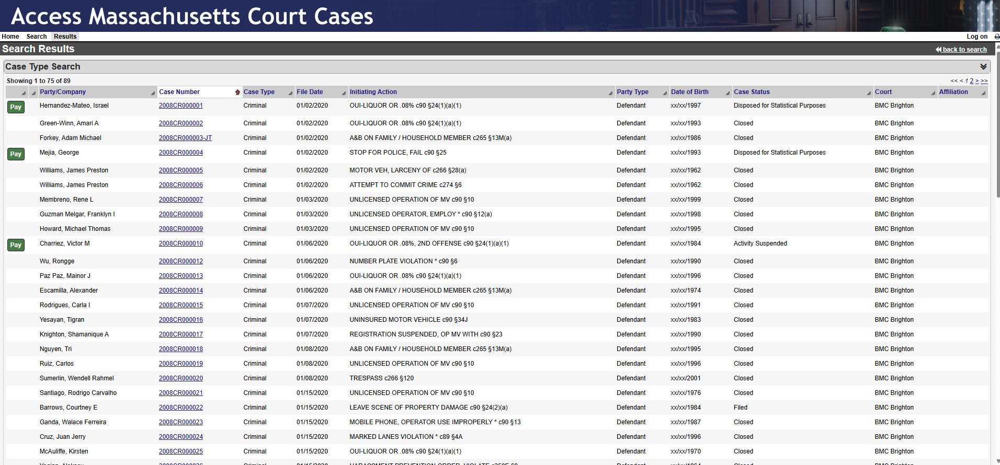 Access Massachusetts Court Cases
Home Search Results Log on
Search Results back to search
Case Type Search
Showing 1 to 75 of 89 << < 1 2 > >>
Party/Company Case Number Case Type File Date Initiating Action Party Type Date of Birth Case Status Court Affiliation
Pay Hernandez-Mateo, Israel 2008CR000001 Criminal 01/02/2020 OUI-LIQUOR OR .08% c90 §24(1)(a)(1) Defendant xx/xx/1997 Disposed for Statistical Purposes BMC Brighton
Green-Winn, Amari A 2008CR000002 Criminal 01/02/2020 OUI-LIQUOR OR .08% c90 §24(1)(a)(1) Defendant xx/xx/1993 Closed BMC Brighton
Forkey, Adam Michael 2008CR000003-JT Criminal 01/02/2020 A&B ON FAMILY / HOUSEHOLD MEMBER c265 §13M(a) Defendant xx/xx/1986 Closed BMC Brighton
Pay Mejia, George 2008CR000004 Criminal 01/02/2020 STOP FOR POLICE, FAIL c90 §25 Defendant xx/xx/1993 Disposed for Statistical Purposes BMC Brighton
Williams, James Preston 2008CR000005 Criminal 01/02/2020 MOTOR VEH, LARCENY OF c266 §28(a) Defendant xx/xx/1962 Closed BMC Brighton
Williams, James Preston 2008CR000006 Criminal 01/02/2020 ATTEMPT TO COMMIT CRIME c274 §6 Defendant xx/xx/1962 Closed BMC Brighton
Membreno, Rene L 2008CR000007 Criminal 01/03/2020 UNLICENSED OPERATION OF MV c90 §10 Defendant xx/xx/1999 Closed BMC Brighton
Guzman Melgar, Franklyn I 2008CR000008 Criminal 01/03/2020 UNLICENSED OPERATOR, EMPLOY * c90 §12(a) Defendant xx/xx/1998 Closed BMC Brighton
Howard, Michael Thomas 2008CR000009 Criminal 01/03/2020 UNLICENSED OPERATION OF MV c90 §10 Defendant xx/xx/1995 Closed BMC Brighton
Pay Charriez, Victor M 2008CR000010 Criminal 01/06/2020 OUI-LIQUOR OR .08%, 2ND OFFENSE c90 §24(1)(a)(1) Defendant xx/xx/1984 Activity Suspended BMC Brighton
Wu, Rongge 2008CR000012 Criminal 01/06/2020 NUMBER PLATE VIOLATION * c90 §6 Defendant xx/xx/1990 Closed BMC Brighton
Paz Paz, Mainor J 2008CR000013 Criminal 01/06/2020 OUI-LIQUOR OR .08% c90 §24(1)(a)(1) Defendant xx/xx/1996 Closed BMC Brighton
Escamilla, Alexander 2008CR000014 Criminal 01/06/2020 A&B ON FAMILY / HOUSEHOLD MEMBER c265 §13M(a) Defendant xx/xx/1974 Closed BMC Brighton
Rodrigues, Carla I 2008CR000015 Criminal 01/07/2020 UNLICENSED OPERATION OF MV c90 §10 Defendant xx/xx/1991 Closed BMC Brighton
Yesayan, Tigran 2008CR000016 Criminal 01/07/2020 UNINSURED MOTOR VEHICLE c90 §34J Defendant xx/xx/1983 Closed BMC Brighton
Knighton, Shamanique A 2008CR000017 Criminal 01/07/2020 REGISTRATION SUSPENDED, OP MV WITH c90 §23 Defendant xx/xx/1990 Closed BMC Brighton
Nguyen, Tri 2008CR000018 Criminal 01/08/2020 A&B ON FAMILY / HOUSEHOLD MEMBER c265 §13M(a) Defendant xx/xx/1995 Closed BMC Brighton
Ruiz, Carlos 2008CR000019 Criminal 01/08/2020 UNLICENSED OPERATION OF MV c90 §10 Defendant xx/xx/1996 Closed BMC Brighton
Sumerlin, Wendell Rahmel 2008CR000020 Criminal 01/08/2020 TRESPASS c266 §120 Defendant xx/xx/2001 Closed BMC Brighton
Santiago, Rodrigo Carvalho 2008CR000021 Criminal 01/15/2020 UNLICENSED OPERATION OF MV c90 §10 Defendant xx/xx/1976 Closed BMC Brighton
Barrows, Courtney E 2008CR000022 Criminal 01/15/2020 LEAVE SCENE OF PROPERTY DAMAGE c90 §24(2)(a) Defendant xx/xx/1984 Filed BMC Brighton
Ganda, Walace Ferreira 2008CR000023 Criminal 01/15/2020 MOBILE PHONE, OPERATOR USE IMPROPERLY * c90 §13 Defendant xx/xx/1987 Closed BMC Brighton
Cruz, Juan Jerry 2008CR000024 Criminal 01/15/2020 MARKED LANES VIOLATION * c89 §4A Defendant xx/xx/1996 Closed BMC Brighton
McAuliffe, Kirsten 2008CR000025 Criminal 01/15/2020 OUI-LIQUOR OR .08% c90 §24(1)(a)(1) Defendant xx/xx/1970 Closed BMC Brighton